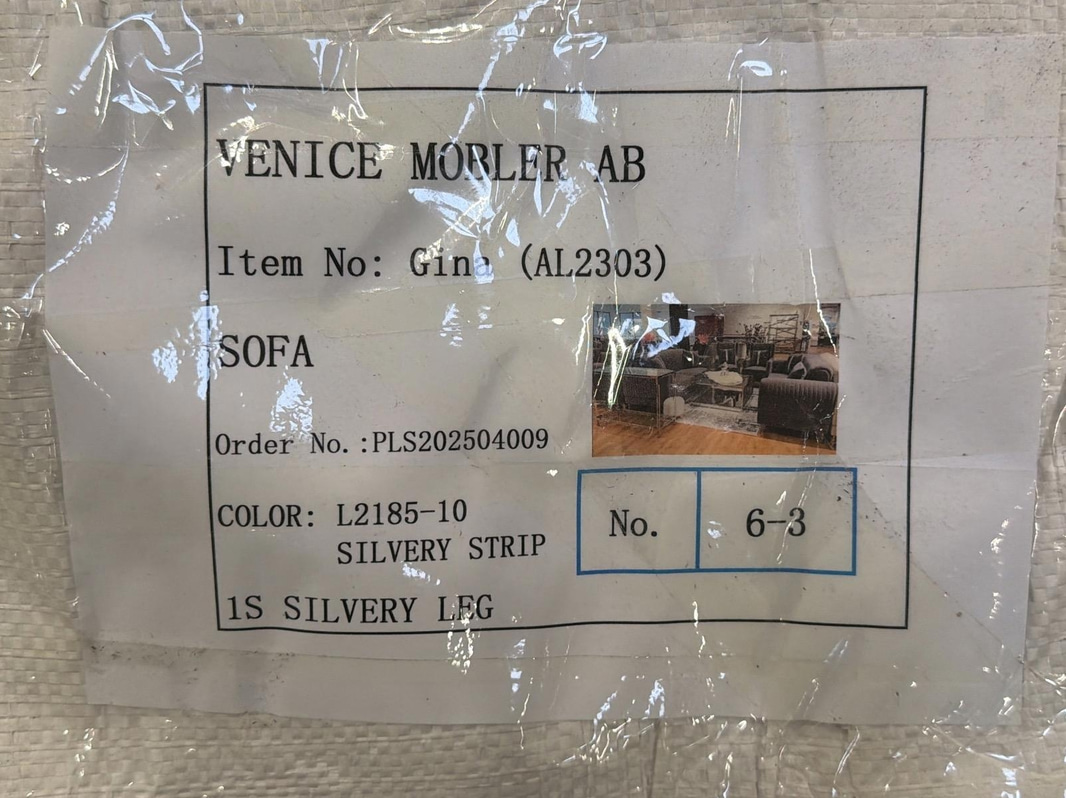 VENICE MOBLER AB
Item No: Gina (AL2303)
SOFA
Order No.:PLS202504009
COLOR: L2185-10
SILVERY STRIP
No. 6-3
1S SILVERY LEG